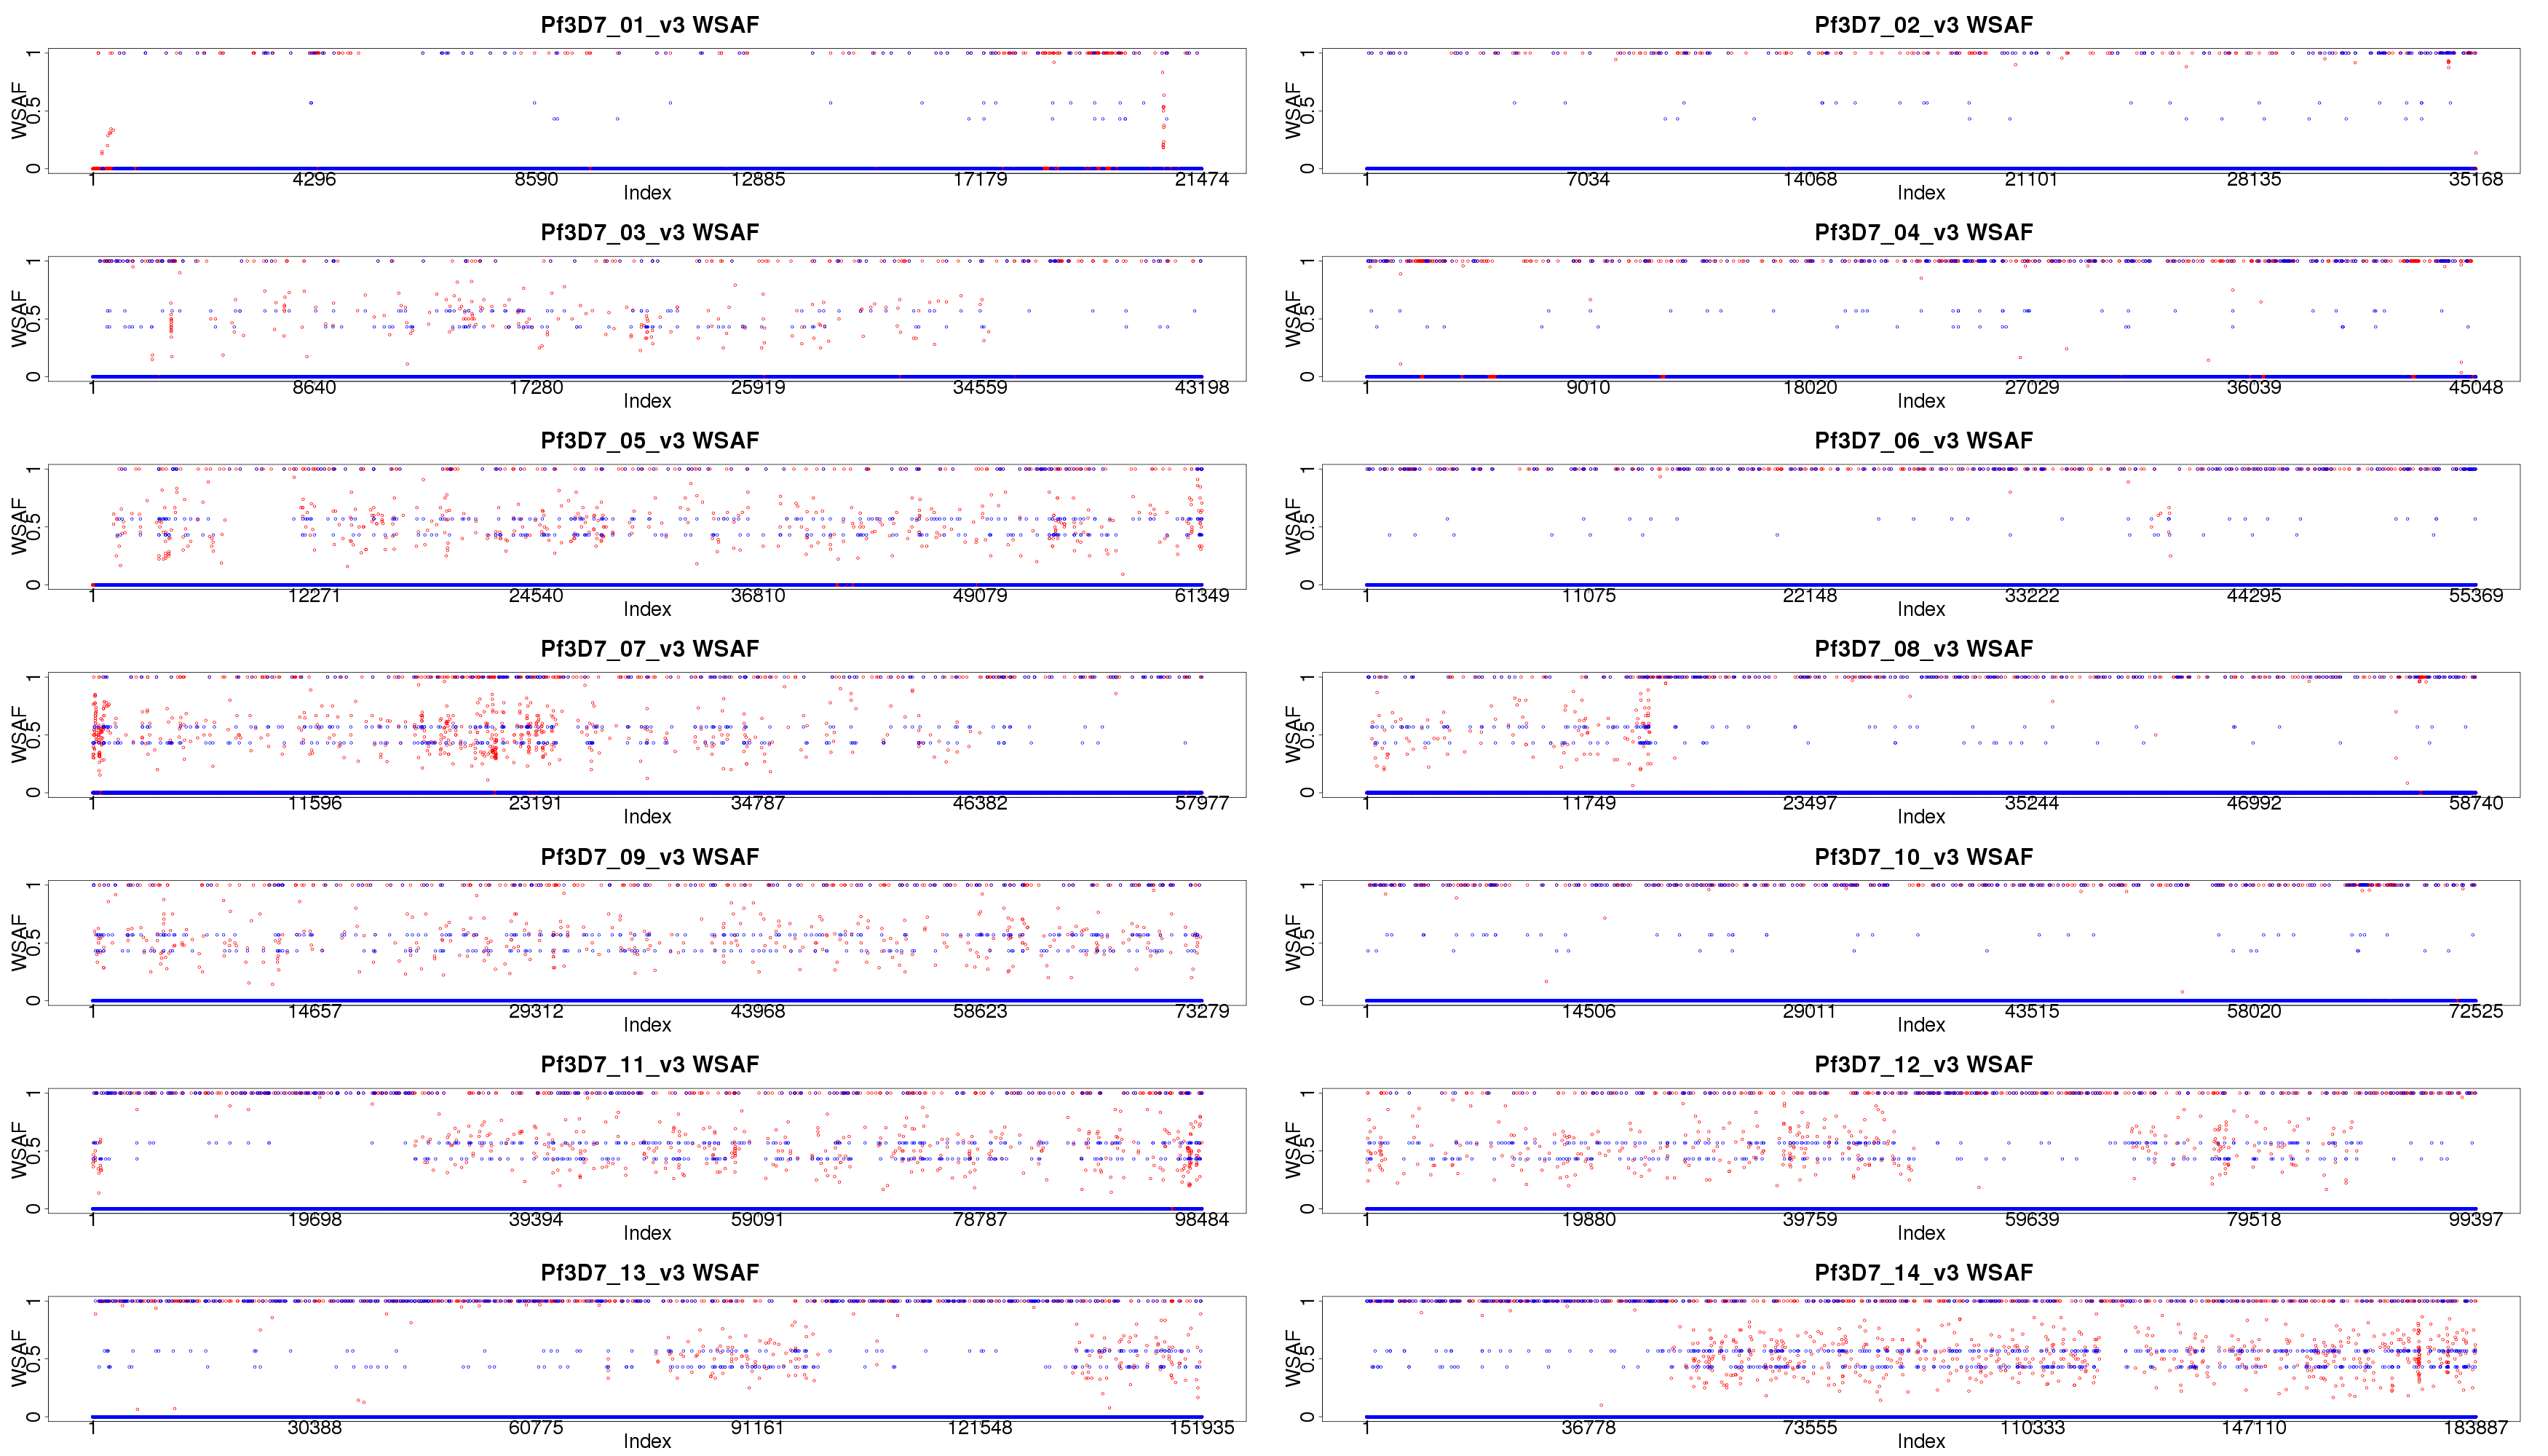 Pf3D7_01_v3 WSAF
WSAF
0 0.5 1
1 4296 8590 12885 17179 21474
Index
Pf3D7_02_v3 WSAF
WSAF
0 0.5 1
1 7034 14068 21101 28135 35168
Index
Pf3D7_03_v3 WSAF
WSAF
0 0.5 1
1 8640 17280 25919 34559 43198
Index
Pf3D7_04_v3 WSAF
WSAF
0 0.5 1
1 9010 18020 27029 36039 45048
Index
Pf3D7_05_v3 WSAF
WSAF
0 0.5 1
1 12271 24540 36810 49079 61349
Index
Pf3D7_06_v3 WSAF
WSAF
0 0.5 1
1 11075 22148 33222 44295 55369
Index
Pf3D7_07_v3 WSAF
WSAF
0 0.5 1
1 11596 23191 34787 46382 57977
Index
Pf3D7_08_v3 WSAF
WSAF
0 0.5 1
1 11749 23497 35244 46992 58740
Index
Pf3D7_09_v3 WSAF
WSAF
0 0.5 1
1 14657 29312 43968 58623 73279
Index
Pf3D7_10_v3 WSAF
WSAF
0 0.5 1
1 14506 29011 43515 58020 72525
Index
Pf3D7_11_v3 WSAF
WSAF
0 0.5 1
1 19698 39394 59091 78787 98484
Index
Pf3D7_12_v3 WSAF
WSAF
0 0.5 1
1 19880 39759 59639 79518 99397
Index
Pf3D7_13_v3 WSAF
WSAF
0 0.5 1
1 30388 60775 91161 121548 151935
Index
Pf3D7_14_v3 WSAF
WSAF
0 0.5 1
1 36778 73555 110333 147110 183887
Index